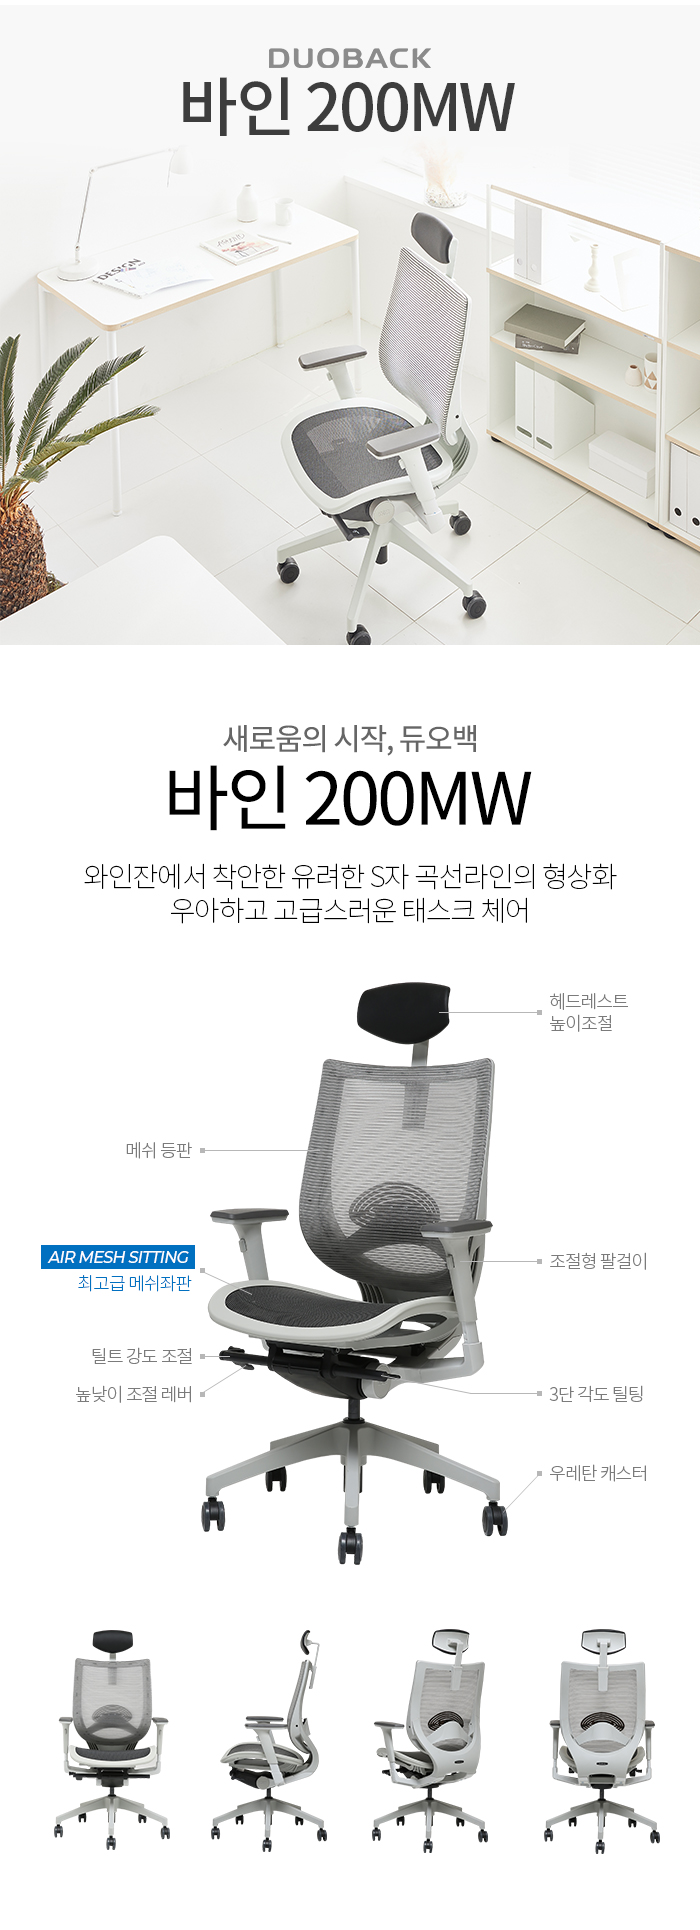 DUOBACK
바인 200MW
DESIGN
새로움의 시작, 듀오백
바인 200MW
와인잔에서 착안한 유려한 S자 곡선라인의 형상화
우아하고 고급스러운 태스크 체어
헤드레스트
높이조절
메쉬 등판
AIR MESH SITTING
최고급 메쉬좌판
조절형 팔걸이
틸트 강도 조절
높낮이 조절 레버
3단 각도 틸팅
우레탄 캐스터